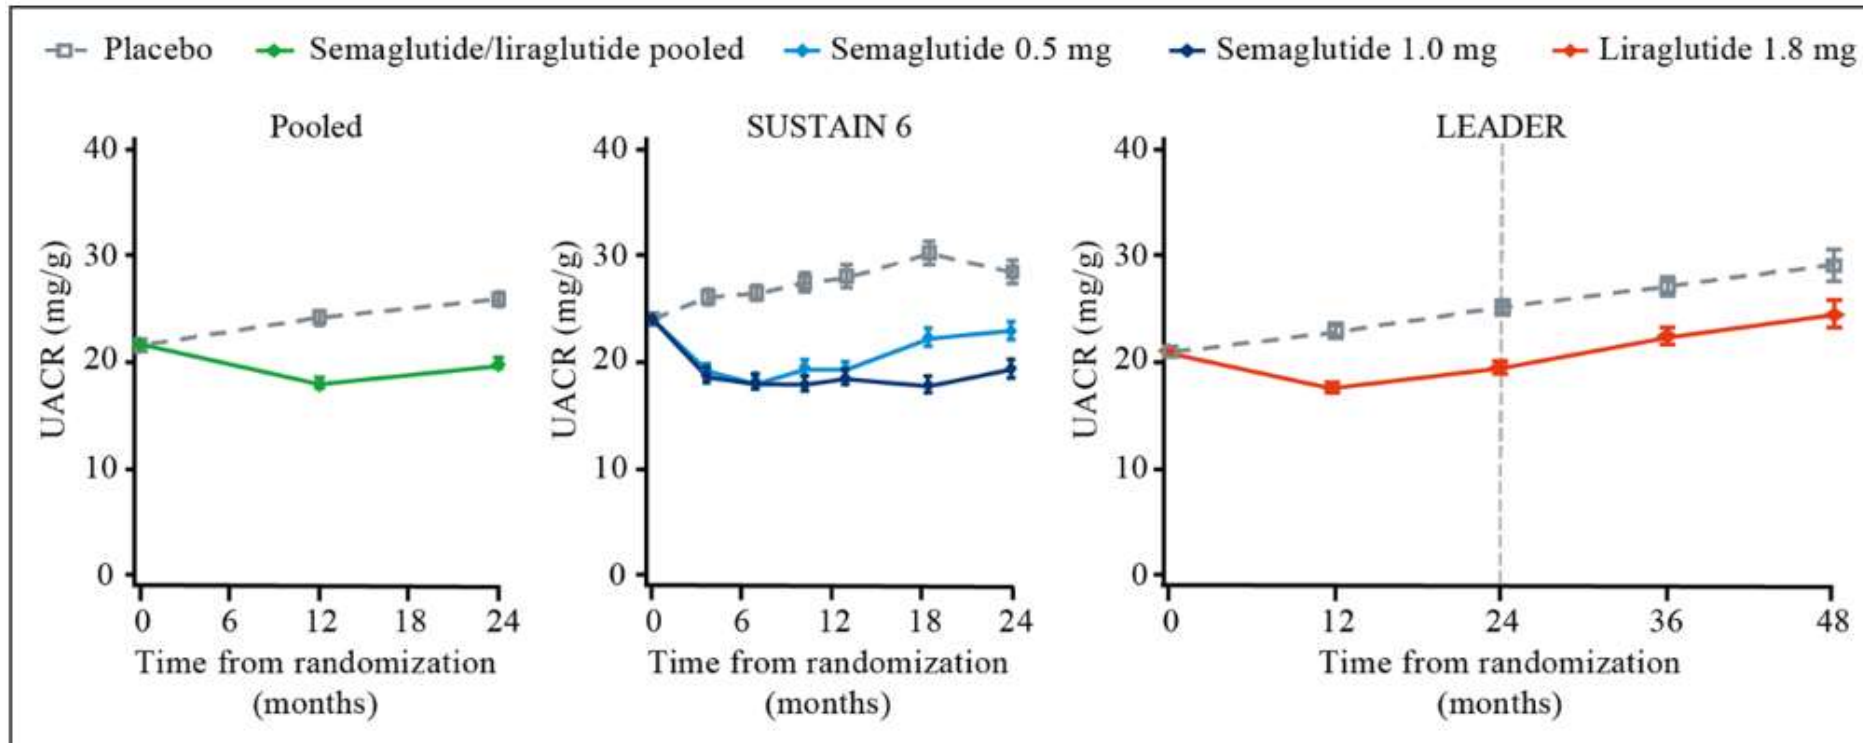 Placebo Semaglutide/liraglutide pooled Semaglutide 0.5 mg Semaglutide 1.0 mg Liraglutide 1.8 mg
Pooled
40
30
20
10
0
UACR (mg/g)
0 6 12 18 24
Time from randomization
(months)
SUSTAIN 6
40
30
20
10
0
UACR (mg/g)
0 6 12 18 24
Time from randomization
(months)
LEADER
40
30
20
10
0
UACR (mg/g)
0 12 24 36 48
Time from randomization
(months)